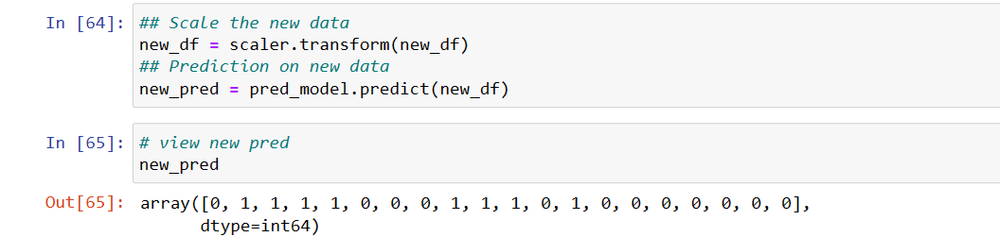 In [64]: ## Scale the new data
new_df = scaler.transform(new_df)
## Prediction on new data
new_pred = pred_model.predict(new_df)
In [65]: # view new pred
new_pred
Out[65]: array([0, 1, 1, 1, 1, 0, 0, 0, 1, 1, 1, 0, 1, 0, 0, 0, 0, 0, 0, 0],
dtype=int64)